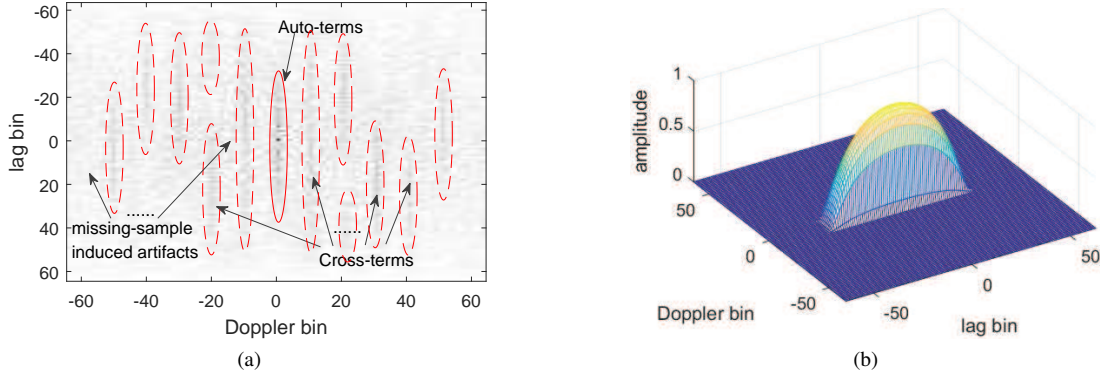 -60
-40
-20
0
20
40
60
lag bin
-60 -40 -20 0 20 40 60
Doppler bin
Auto-terms
......
missing-sample
induced artifacts
......
Cross-terms
(a)
1
0.5
0
amplitude
50
0
-50
Doppler bin
-50
0
50
lag bin
(b)